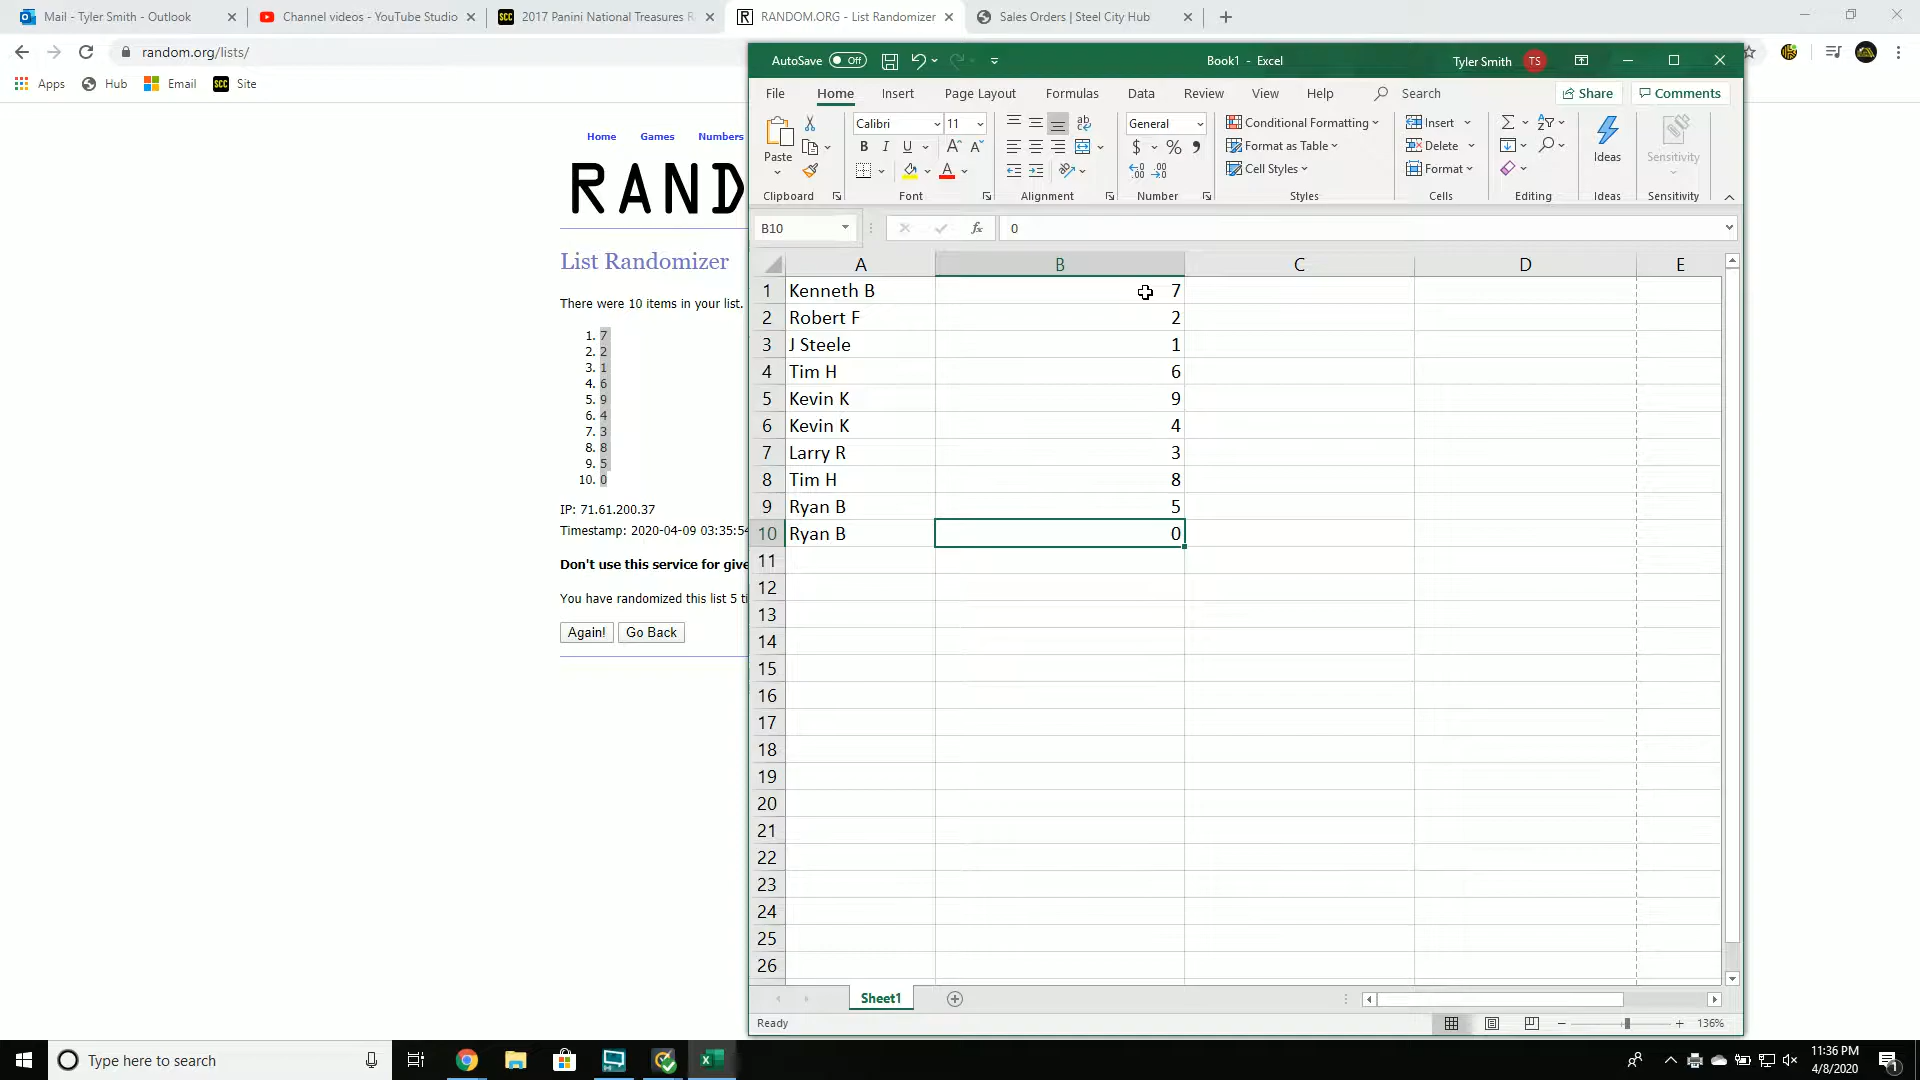 Mail - Tyler Smith - Outlook
Channel videos - YouTube Studio
SCC 2017 Panini National Treasures R
R RANDOM.ORG - List Randomizer
Sales Orders | Steel City Hub
random.org/lists/
Apps
Hub
Email
SCC Site
Home Games Numbers
RAND
List Randomizer
There were 10 items in your list.
1. 7
2. 2
3. 1
4. 6
5. 9
6. 4
7. 3
8. 8
9. 5
10. 0
IP: 71.61.200.37
Timestamp: 2020-04-09 03:35:54
Don't use this service for give
You have randomized this list 5 ti
Again! Go Back
AutoSave Off
Book1 - Excel
Tyler Smith TS
File Home Insert Page Layout Formulas Data Review View Help Search
Share Comments
Paste
Calibri 11
B I U A A A
ab
General
$ % ,
Conditional Formatting
Format as Table
Cell Styles
Insert
Delete
Format
Ideas
Sensitivity
Clipboard Font Alignment Number Styles Cells Editing Ideas Sensitivity
B10 fx 0
A B C D E
1 Kenneth B 7
2 Robert F 2
3 J Steele 1
4 Tim H 6
5 Kevin K 9
6 Kevin K 4
7 Larry R 3
8 Tim H 8
9 Ryan B 5
10 Ryan B 0
11
12
13
14
15
16
17
18
19
20
21
22
23
24
25
26
Sheet1
Ready
136%
Type here to search
11:36 PM
4/8/2020
1